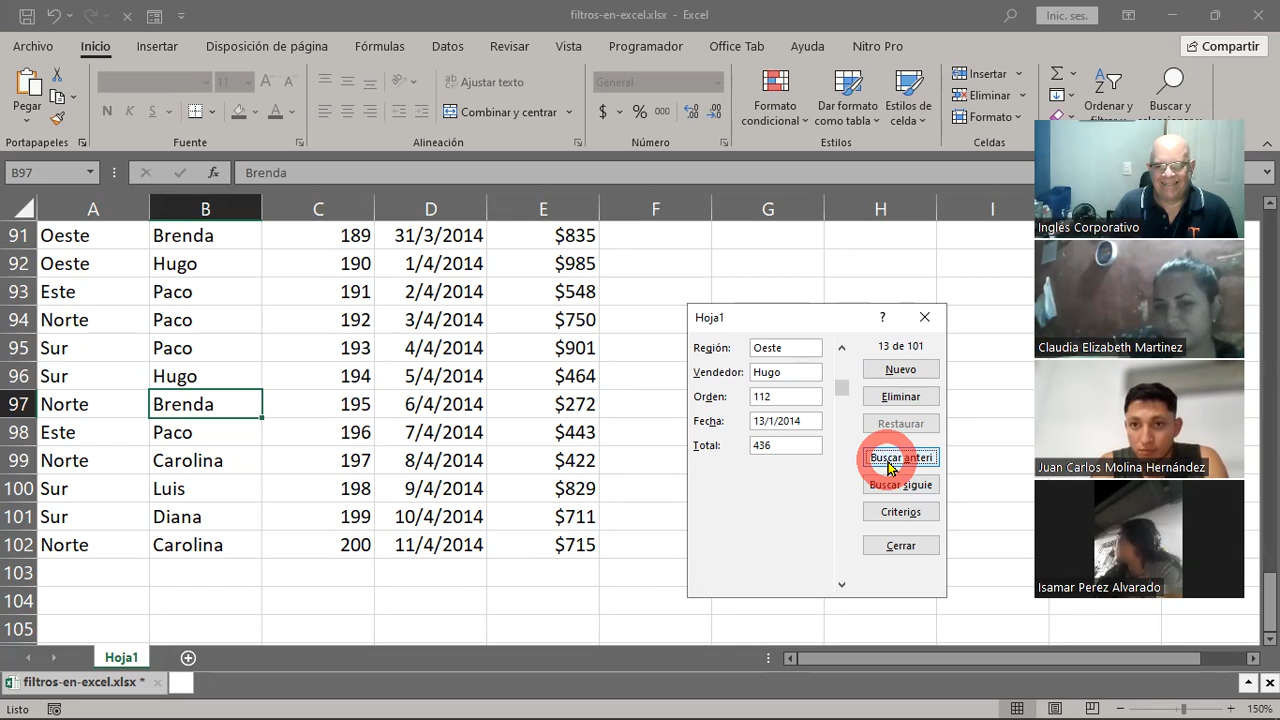 filtros-en-excel.xlsx - Excel
Inic. ses.
Archivo Inicio Insertar Disposición de página Fórmulas Datos Revisar Vista Programador Office Tab Ayuda Nitro Pro Compartir
Pegar
N K S
11
A A
Ajustar texto
Combinar y centrar
General
$ % 000
Formato condicional
Dar formato como tabla
Estilos de celda
Insertar
Eliminar
Formato
Ordenar y
Buscar y
Portapapeles Fuente Alineación Número Estilos Celdas
B97 fx Brenda
A B C D E F G H I
91 Oeste Brenda 189 31/3/2014 $835
92 Oeste Hugo 190 1/4/2014 $985
93 Este Paco 191 2/4/2014 $548
94 Norte Paco 192 3/4/2014 $750
95 Sur Paco 193 4/4/2014 $901
96 Sur Hugo 194 5/4/2014 $464
97 Norte Brenda 195 6/4/2014 $272
98 Este Paco 196 7/4/2014 $443
99 Norte Carolina 197 8/4/2014 $422
100 Sur Luis 198 9/4/2014 $829
101 Sur Diana 199 10/4/2014 $711
102 Norte Carolina 200 11/4/2014 $715
103
104
105
Hoja1 ?
Región: Oeste
Vendedor: Hugo
Orden: 112
Fecha: 13/1/2014
Total: 436
13 de 101
Nuevo
Eliminar
Restaurar
Buscar anteri
Buscar siguie
Criterios
Cerrar
Inglés Corporativo
Claudia Elizabeth Martinez
Juan Carlos Molina Hernández
Isamar Perez Alvarado
Hoja1
filtros-en-excel.xlsx *
Listo
150%